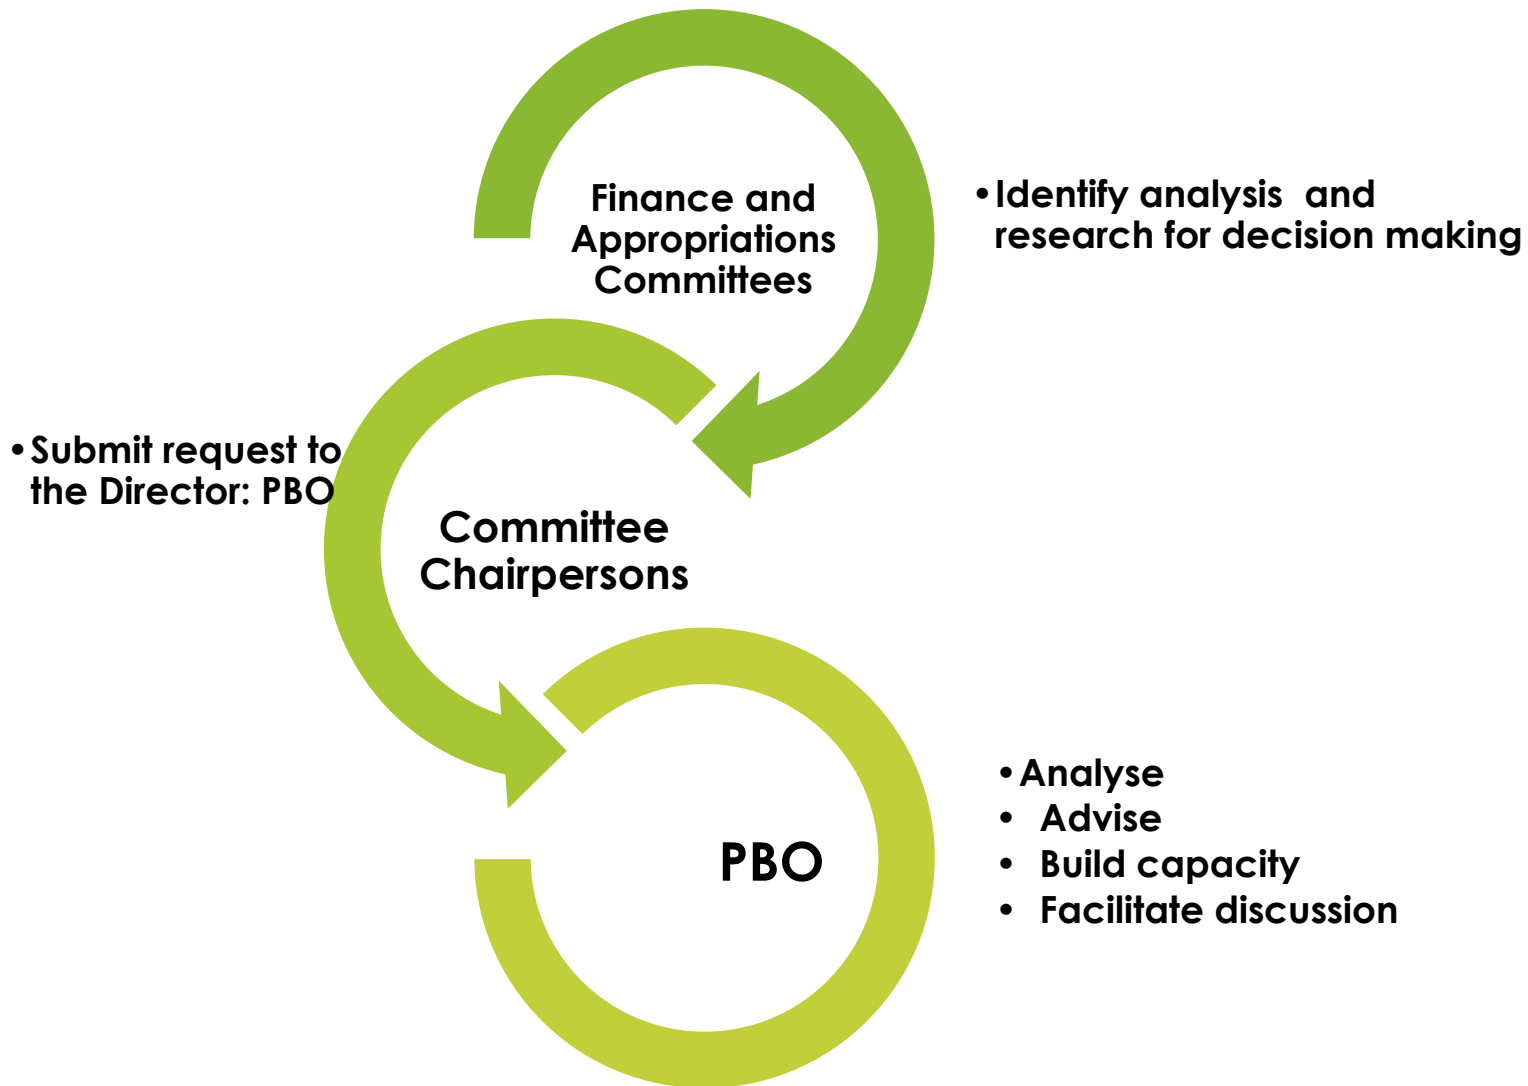 Finance and
Appropriations
Committees
•Identify analysis  and
research for decision making
•Submit request to
the Director: PBO
Committee
Chairpersons
PBO
•Analyse
• Advise
• Build capacity
• Facilitate discussion